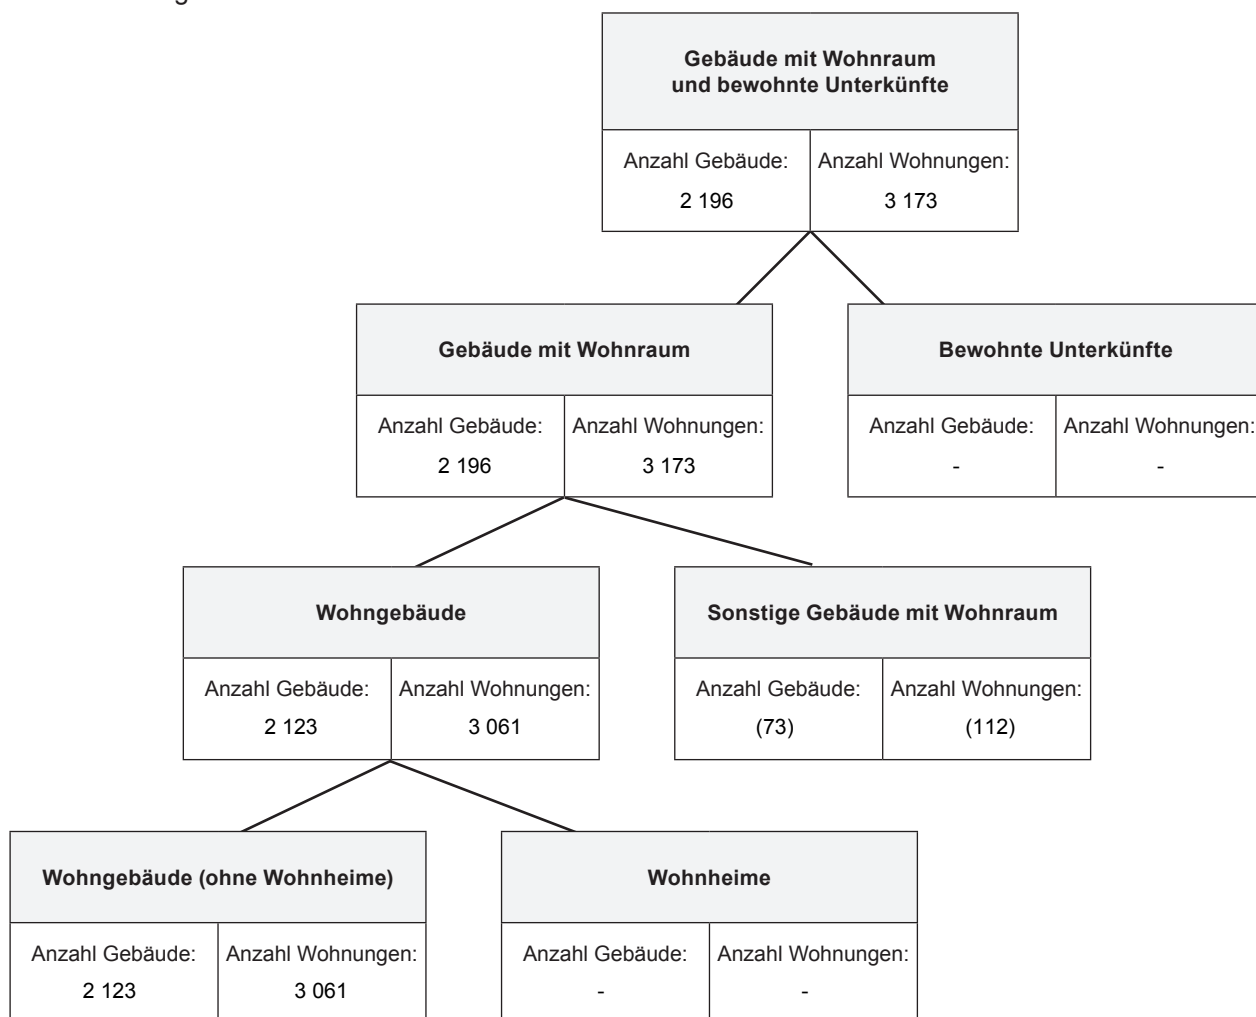 Gebäude mit Wohnraum
und bewohnte Unterkünfte
Anzahl Gebäude: Anzahl Wohnungen:
2 196 3 173
Gebäude mit Wohnraum
Bewohnte Unterkünfte
Anzahl Gebäude: Anzahl Wohnungen:
2 196 3 173
Anzahl Gebäude: Anzahl Wohnungen:
- -
Wohngebäude
Sonstige Gebäude mit Wohnraum
Anzahl Gebäude: Anzahl Wohnungen:
2 123 3 061
Anzahl Gebäude: Anzahl Wohnungen:
(73) (112)
Wohngebäude (ohne Wohnheime)
Wohnheime
Anzahl Gebäude: Anzahl Wohnungen:
2 123 3 061
Anzahl Gebäude: Anzahl Wohnungen:
- -